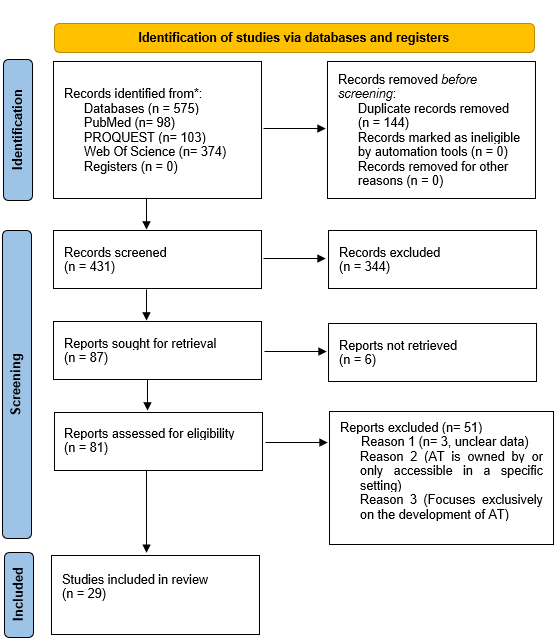 Identification of studies via databases and registers
Identification
Records identified from*:
Databases (n = 575)
PubMed (n= 98)
PROQUEST (n= 103)
Web Of Science (n= 374)
Registers (n = 0)
Records removed before
screening:
Duplicate records removed
(n = 144)
Records marked as ineligible
by automation tools (n = 0)
Records removed for other
reasons (n = 0)
Screening
Records screened
(n = 431)
Records excluded
(n = 344)
Reports sought for retrieval
(n = 87)
Reports not retrieved
(n = 6)
Reports assessed for eligibility
(n = 81)
Reports excluded (n= 51)
Reason 1 (n= 3, unclear data)
Reason 2 (AT is owned by or
only accessible in a specific
setting)
Reason 3 (Focuses exclusively
on the development of AT)
Included
Studies included in review
(n = 29)